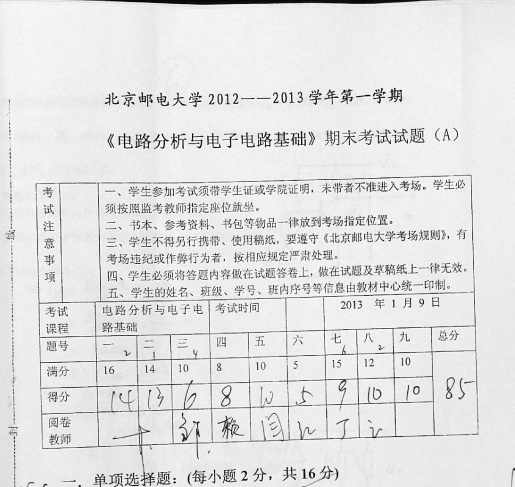 北京邮电大学 2012——2013 学年第一学期
《电路分析与电子电路基础》期末考试试题（A）
考试注意事项
一、学生参加考试须带学生证或学院证明，未带者不准进入考场。学生必
须按照监考教师指定座位就坐。
二、书本、参考资料、书包等物品一律放到考场指定位置。
三、学生不得另行携带、使用稿纸，要遵守《北京邮电大学考场规则》，有
考场违纪或作弊行为者，按相应规定严肃处理。
四、学生必须将答题内容做在试题答卷上，做在试题及草稿纸上一律无效。
五、学生的姓名、班级、学号、班内序号等信息由教材中心统一印制。
考试课程 电路分析与电子电路基础 考试时间 2013 年 1 月 9 日
题号 一 二 三 四 五 六 七 八 九 总分
2 1 4 6 2
满分 16 14 10 8 10 5 15 12 10
得分 14 13 6 8 10 5 9 10 10 85
阅卷教师
一．单项选择题：(每小题 2 分，共 16 分)